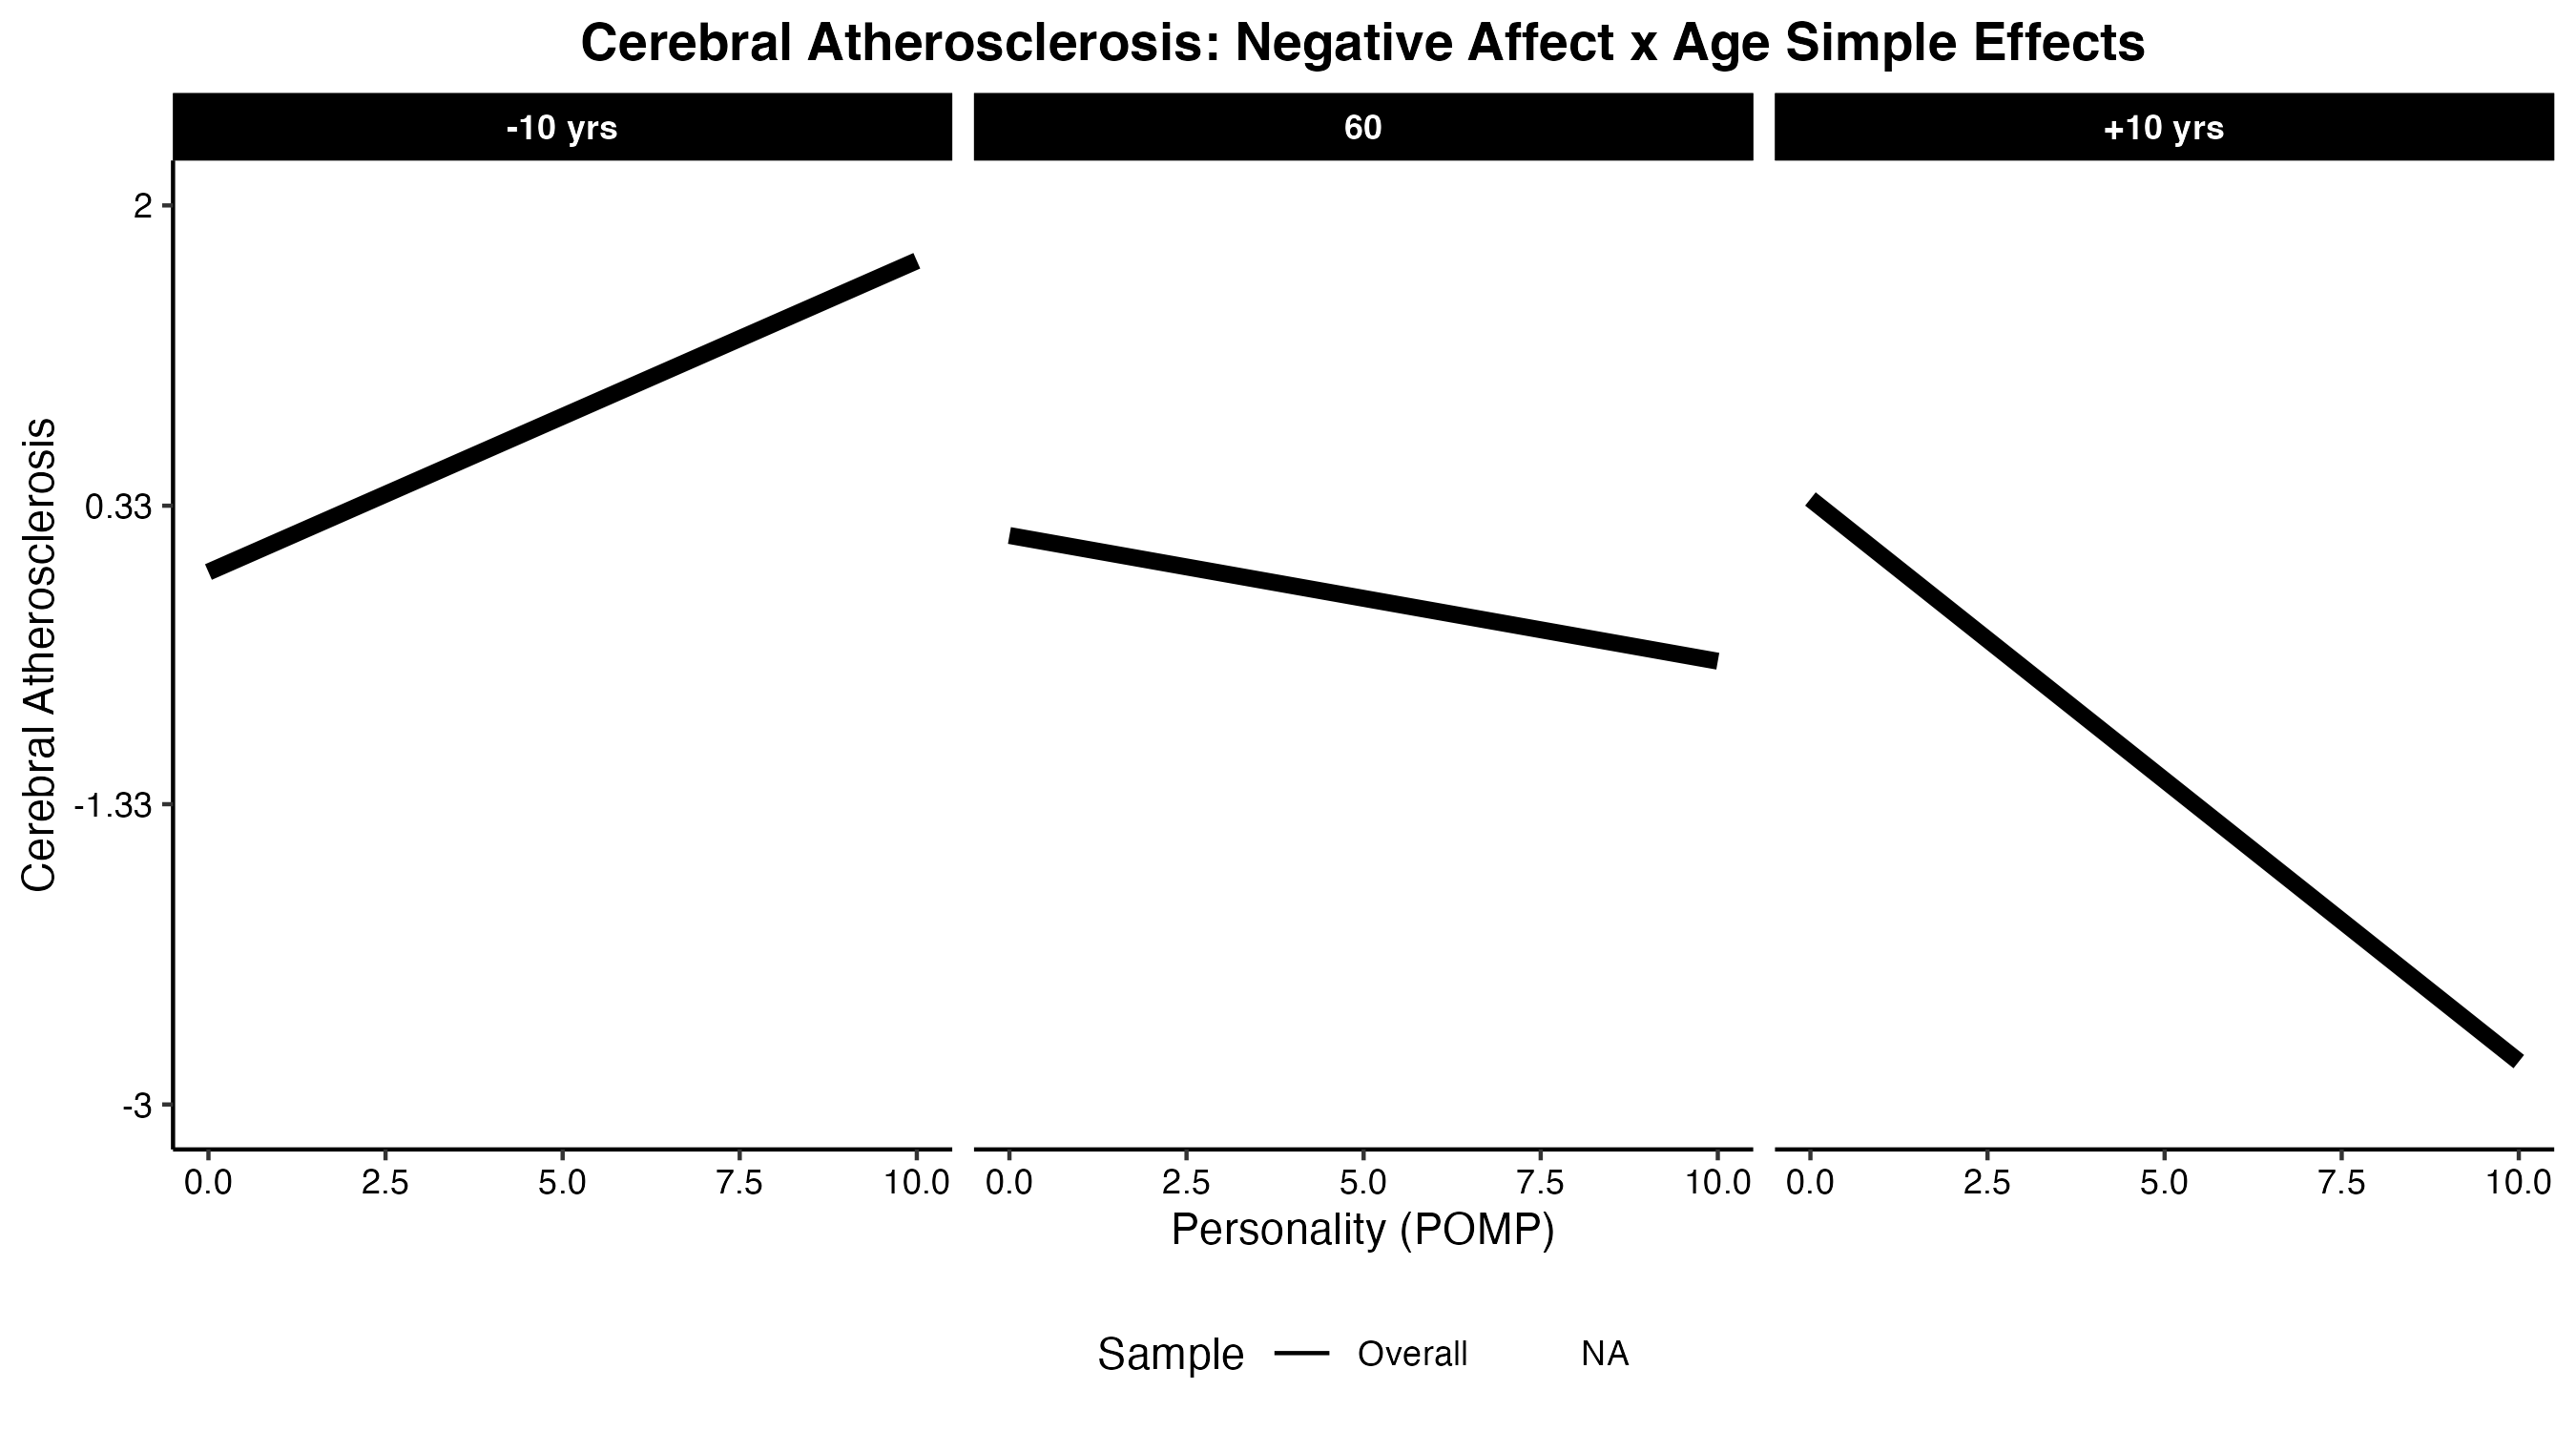 Cerebral Atherosclerosis: Negative Affect x Age Simple Effects
-10 yrs
60
+10 yrs
Cerebral Atherosclerosis
2
0.33
-1.33
-3
0.0 2.5 5.0 7.5 10.0
0.0 2.5 5.0 7.5 10.0
0.0 2.5 5.0 7.5 10.0
Personality (POMP)
Sample Overall NA